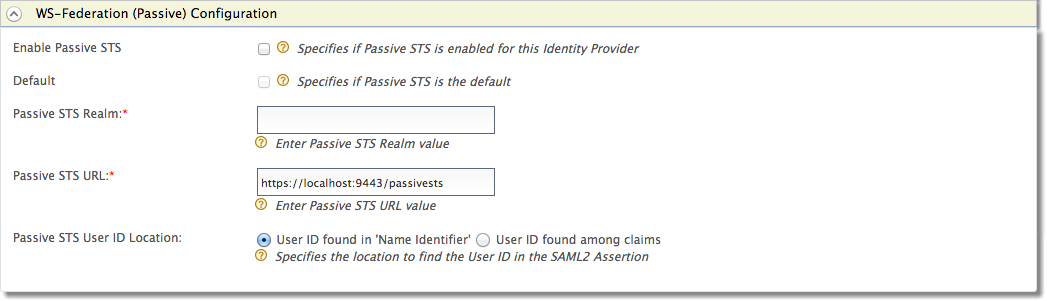 WS-Federation (Passive) Configuration
Enable Passive STS ? Specifies if Passive STS is enabled for this Identity Provider
Default ? Specifies if Passive STS is the default
Passive STS Realm:*
? Enter Passive STS Realm value
Passive STS URL:* https://localhost:9443/passivests
? Enter Passive STS URL value
Passive STS User ID Location: User ID found in 'Name Identifier' User ID found among claims
? Specifies the location to find the User ID in the SAML2 Assertion